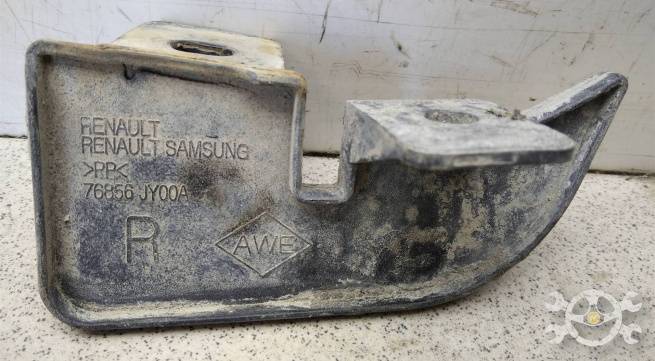 RENAULT
RENAULT SAMSUNG
>PP<
76856 JY00A
R
AWE